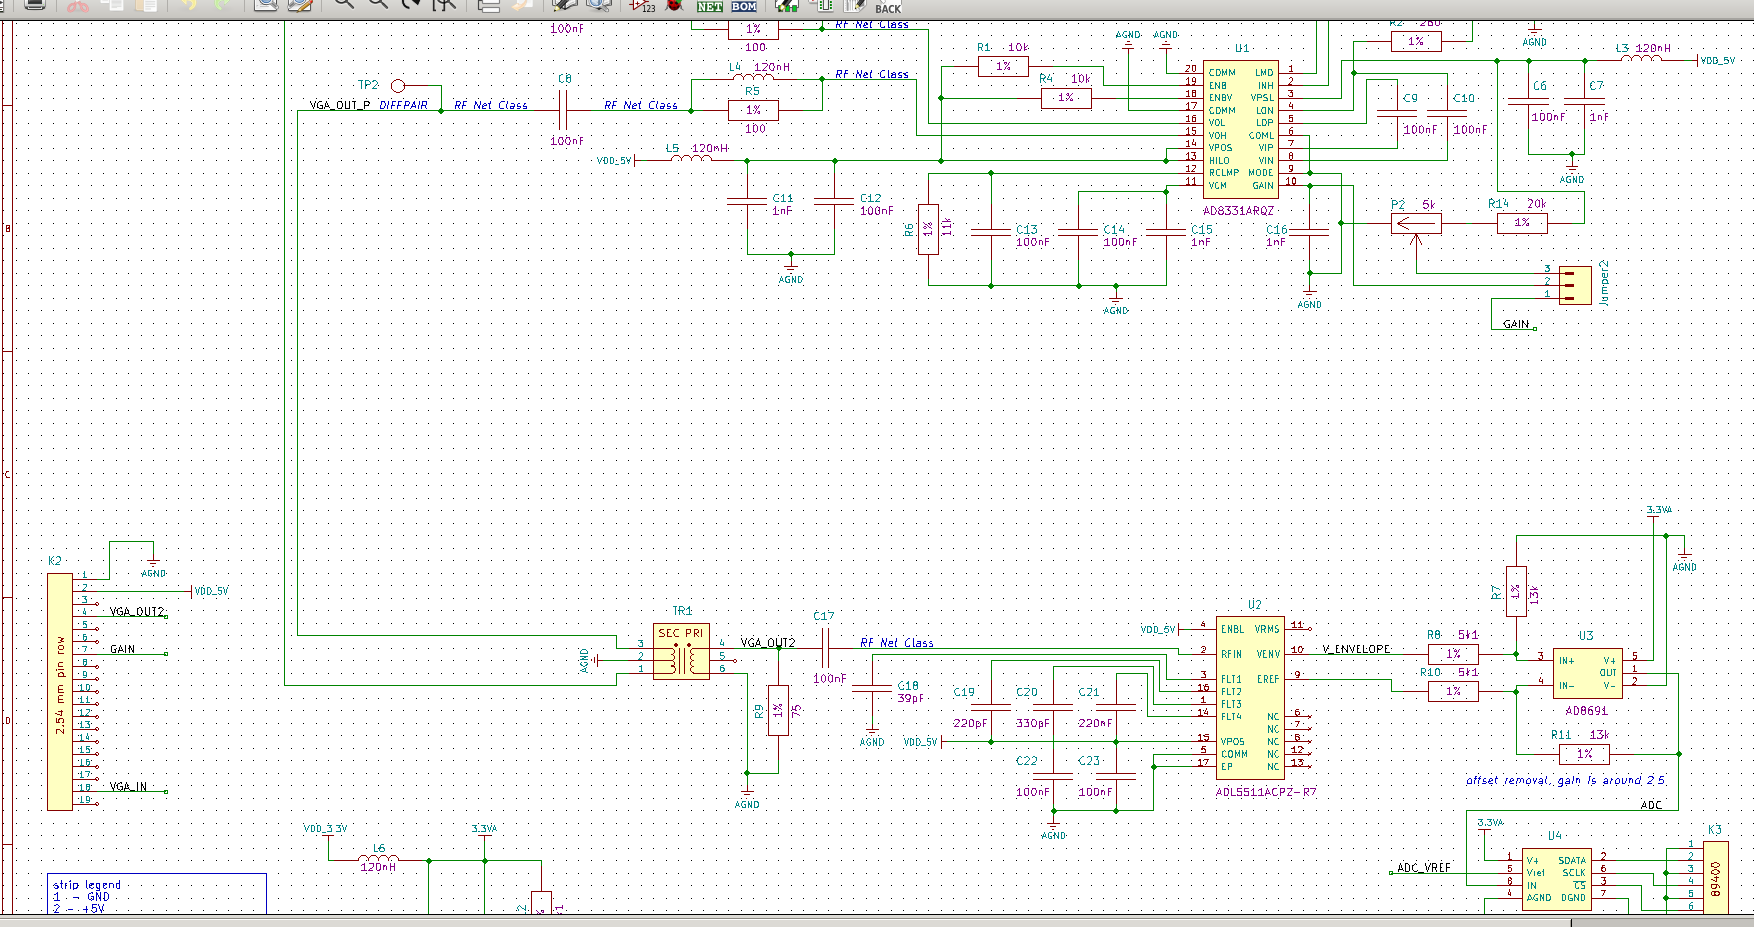 123
NET
BOM
BACK
100nF
1%
100
RF Net Class
L4
120nH
RF Net Class
R5
1%
100
TP2
VGA_OUT_P
DIFFPAIR
RF Net Class
C8
100nF
RF Net Class
VDD_5V
L5
120nH
C11
1nF
C12
100nF
AGND
R1
10k
1%
R4
10k
1%
AGND
AGND
U1
20 COMM LMD 1
19 ENB INH 2
18 ENBV VPSL 3
17 COMM LON 4
16 VOL LOP 5
15 VOH COML 6
14 VPOS VIP 7
13 HILO VIN 8
12 RCLMP MODE 9
11 VCM GAIN 10
AD8331ARQZ
R6
1%
11k
C13
100nF
C14
100nF
C15
1nF
AGND
C16
1nF
AGND
R2
280
1%
AGND
L3 120nH
VDD_5V
C9
100nF
C10
100nF
C6
100nF
C7
1nF
AGND
P2
5k
R14
20k
1%
3
2
1
Jumper2
GAIN
B
C
D
K2
2.54 mm pin row
1
2
3
4
5
6
7
8
9
10
11
12
13
14
15
16
17
18
19
AGND
VDD_5V
VGA_OUT2
GAIN
VGA_IN
TR1
SEC PRI
3
2
1
4
5
6
AGND
VGA_OUT2
C17
100nF
RF Net Class
R9
1%
75
AGND
C18
39pF
AGND
VDD_5V
C19
220pF
C20
330pF
C21
220nF
C22
100nF
C23
100nF
AGND
VDD_5V
U2
4 ENBL VRMS 11
2 RFIN VENV 10
3 FLT1 EREF 9
16 FLT2
1 FLT3
14 FLT4 NC 6
NC 7
15 VPOS NC 8
5 COMM NC 12
17 EP NC 13
ADL5511ACPZ-R7
V_ENVELOPE
R8
5k1
1%
R10
5k1
1%
R7
1%
13k
3.3VA
AGND
U3
3 IN+ V+ 5
OUT 1
4 IN- V- 2
AD8691
R11
13k
1%
offset removal, gain is around 2.5
ADC
VDD_3.3V
L6
120nH
3.3VA
2
1
strip legend
1 - GND
2 - +5V
3.3VA
U4
1 V+ SDATA 2
5 Vref SCLK 6
8 IN CS 3
4 AGND DGND 7
ADC_VREF
K3
1
2
3
4
5
6
89400